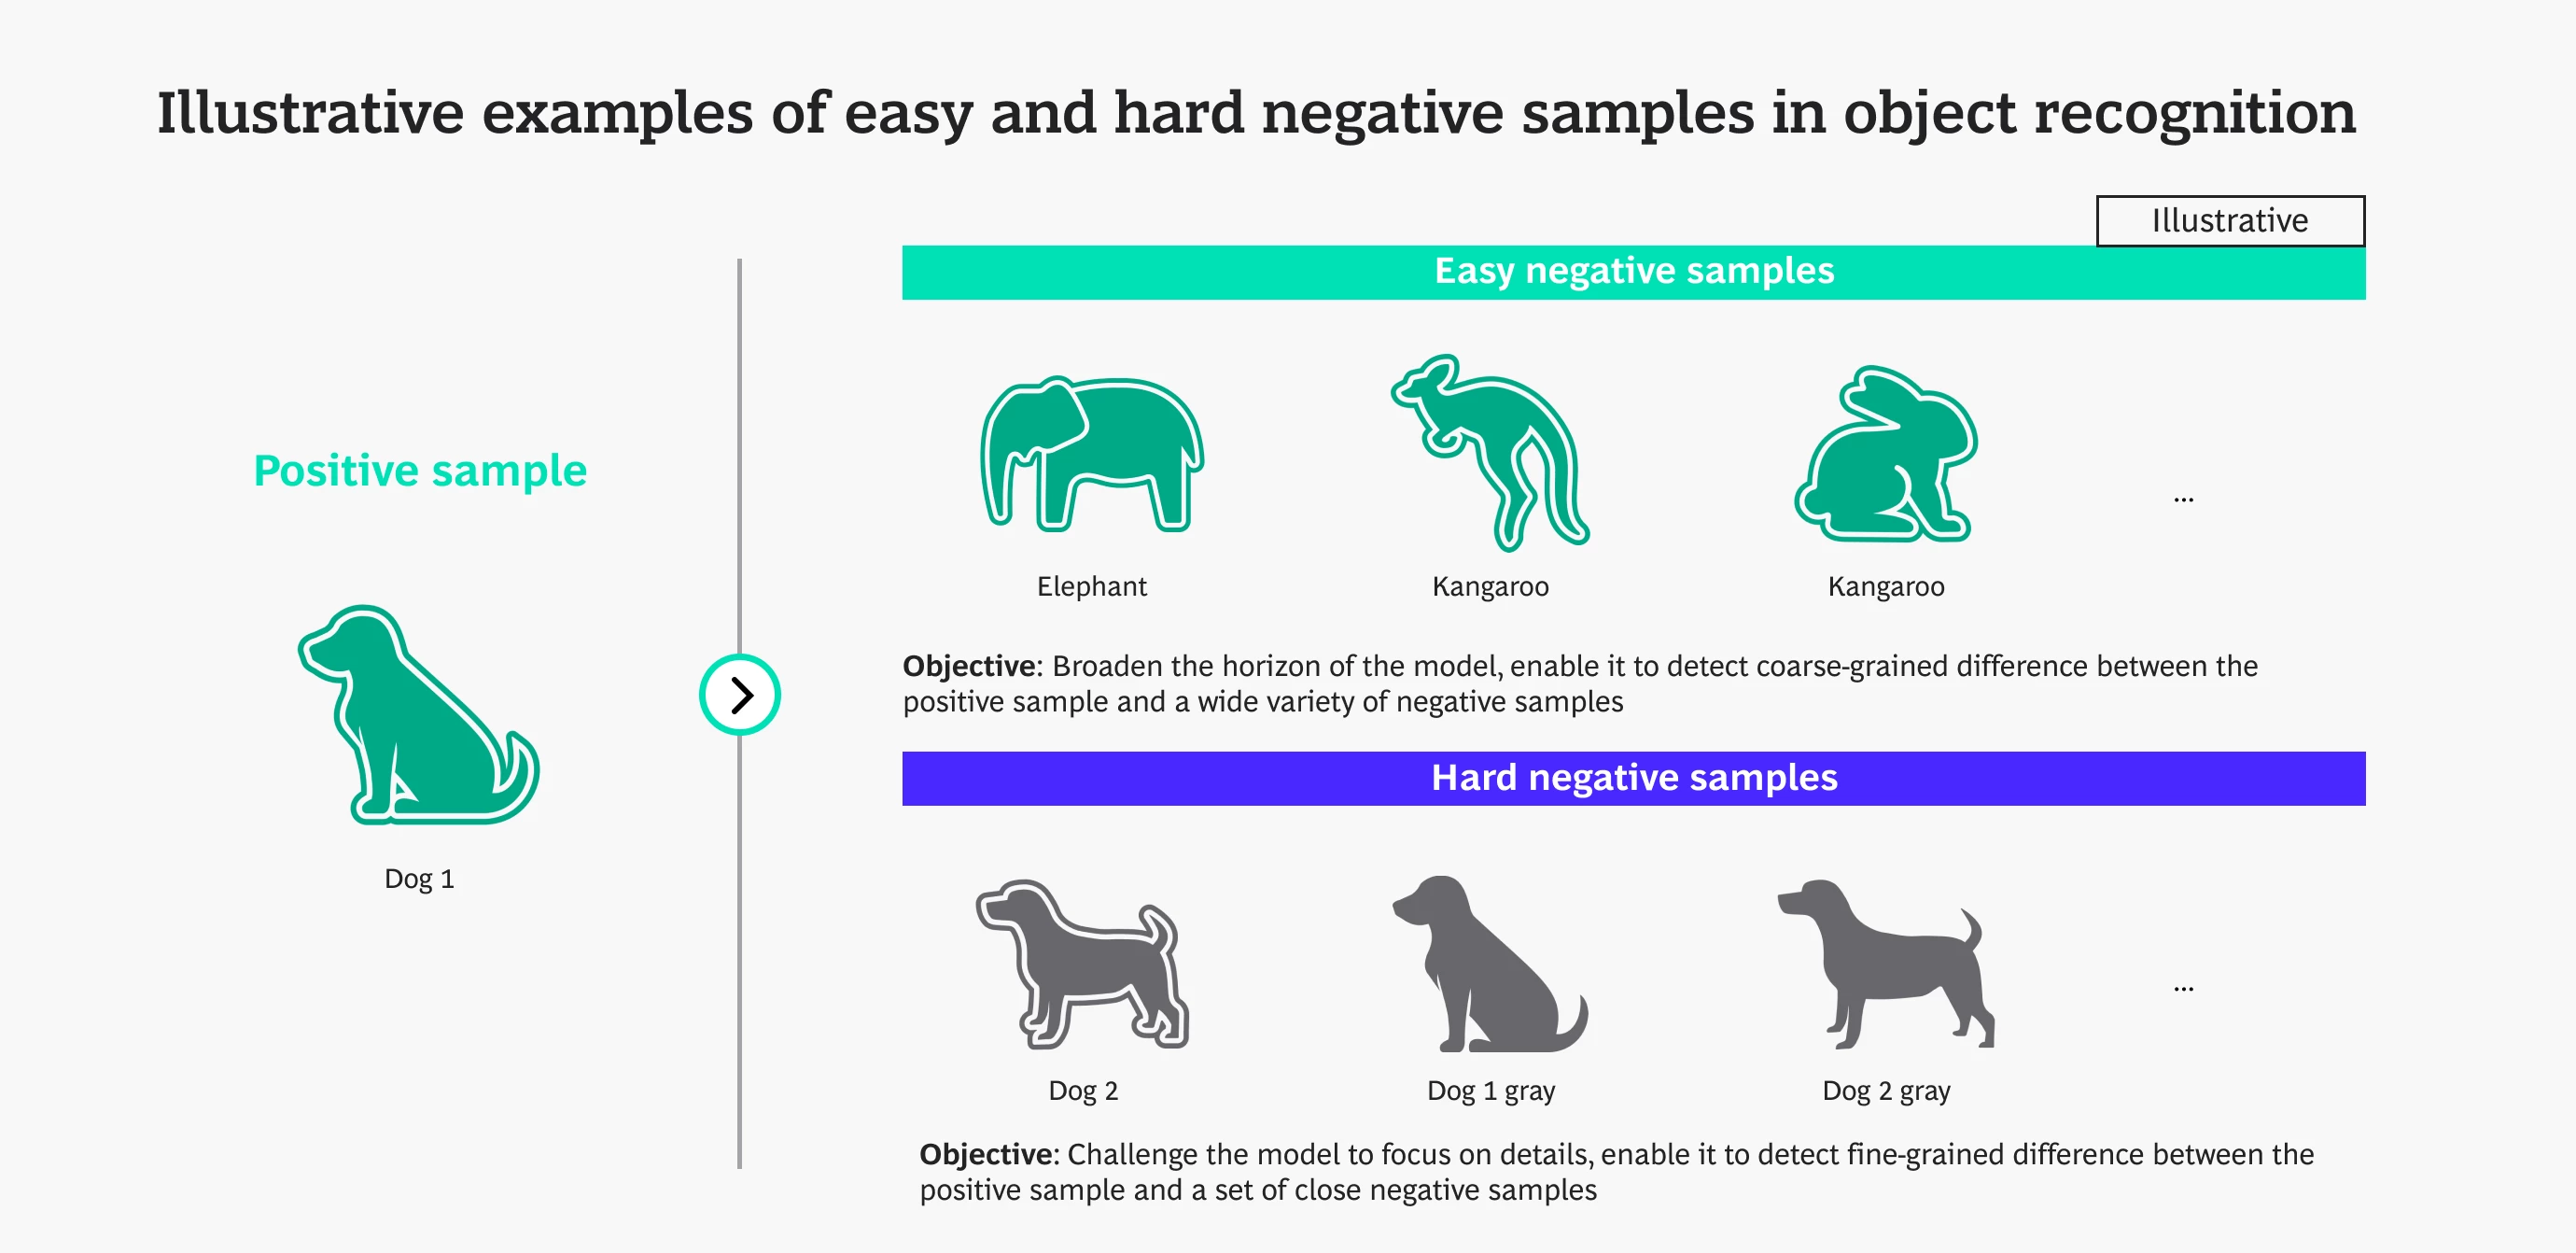 Illustrative examples of easy and hard negative samples in object recognition
Illustrative
Easy negative samples
Positive sample
...
Elephant
Kangaroo
Kangaroo
Objective: Broaden the horizon of the model, enable it to detect coarse-grained difference between the
positive sample and a wide variety of negative samples
Hard negative samples
Dog 1
...
Dog 2
Dog 1 gray
Dog 2 gray
Objective: Challenge the model to focus on details, enable it to detect fine-grained difference between the
positive sample and a set of close negative samples